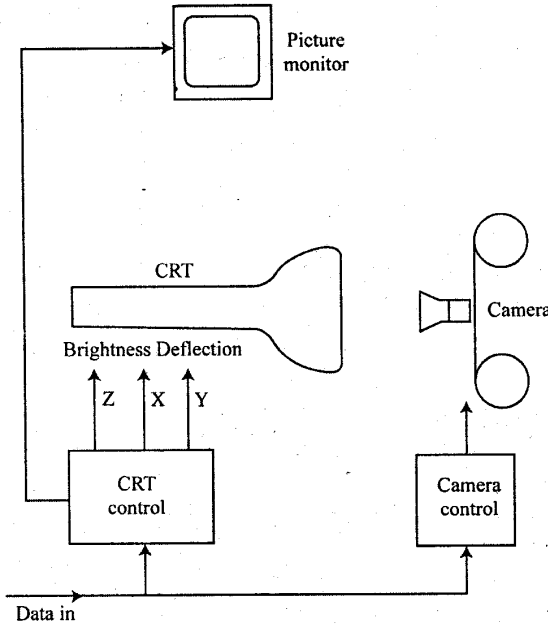 Picture
monitor
CRT
Camera
Brightness Deflection
Z
X
Y
CRT
control
Camera
control
Data in